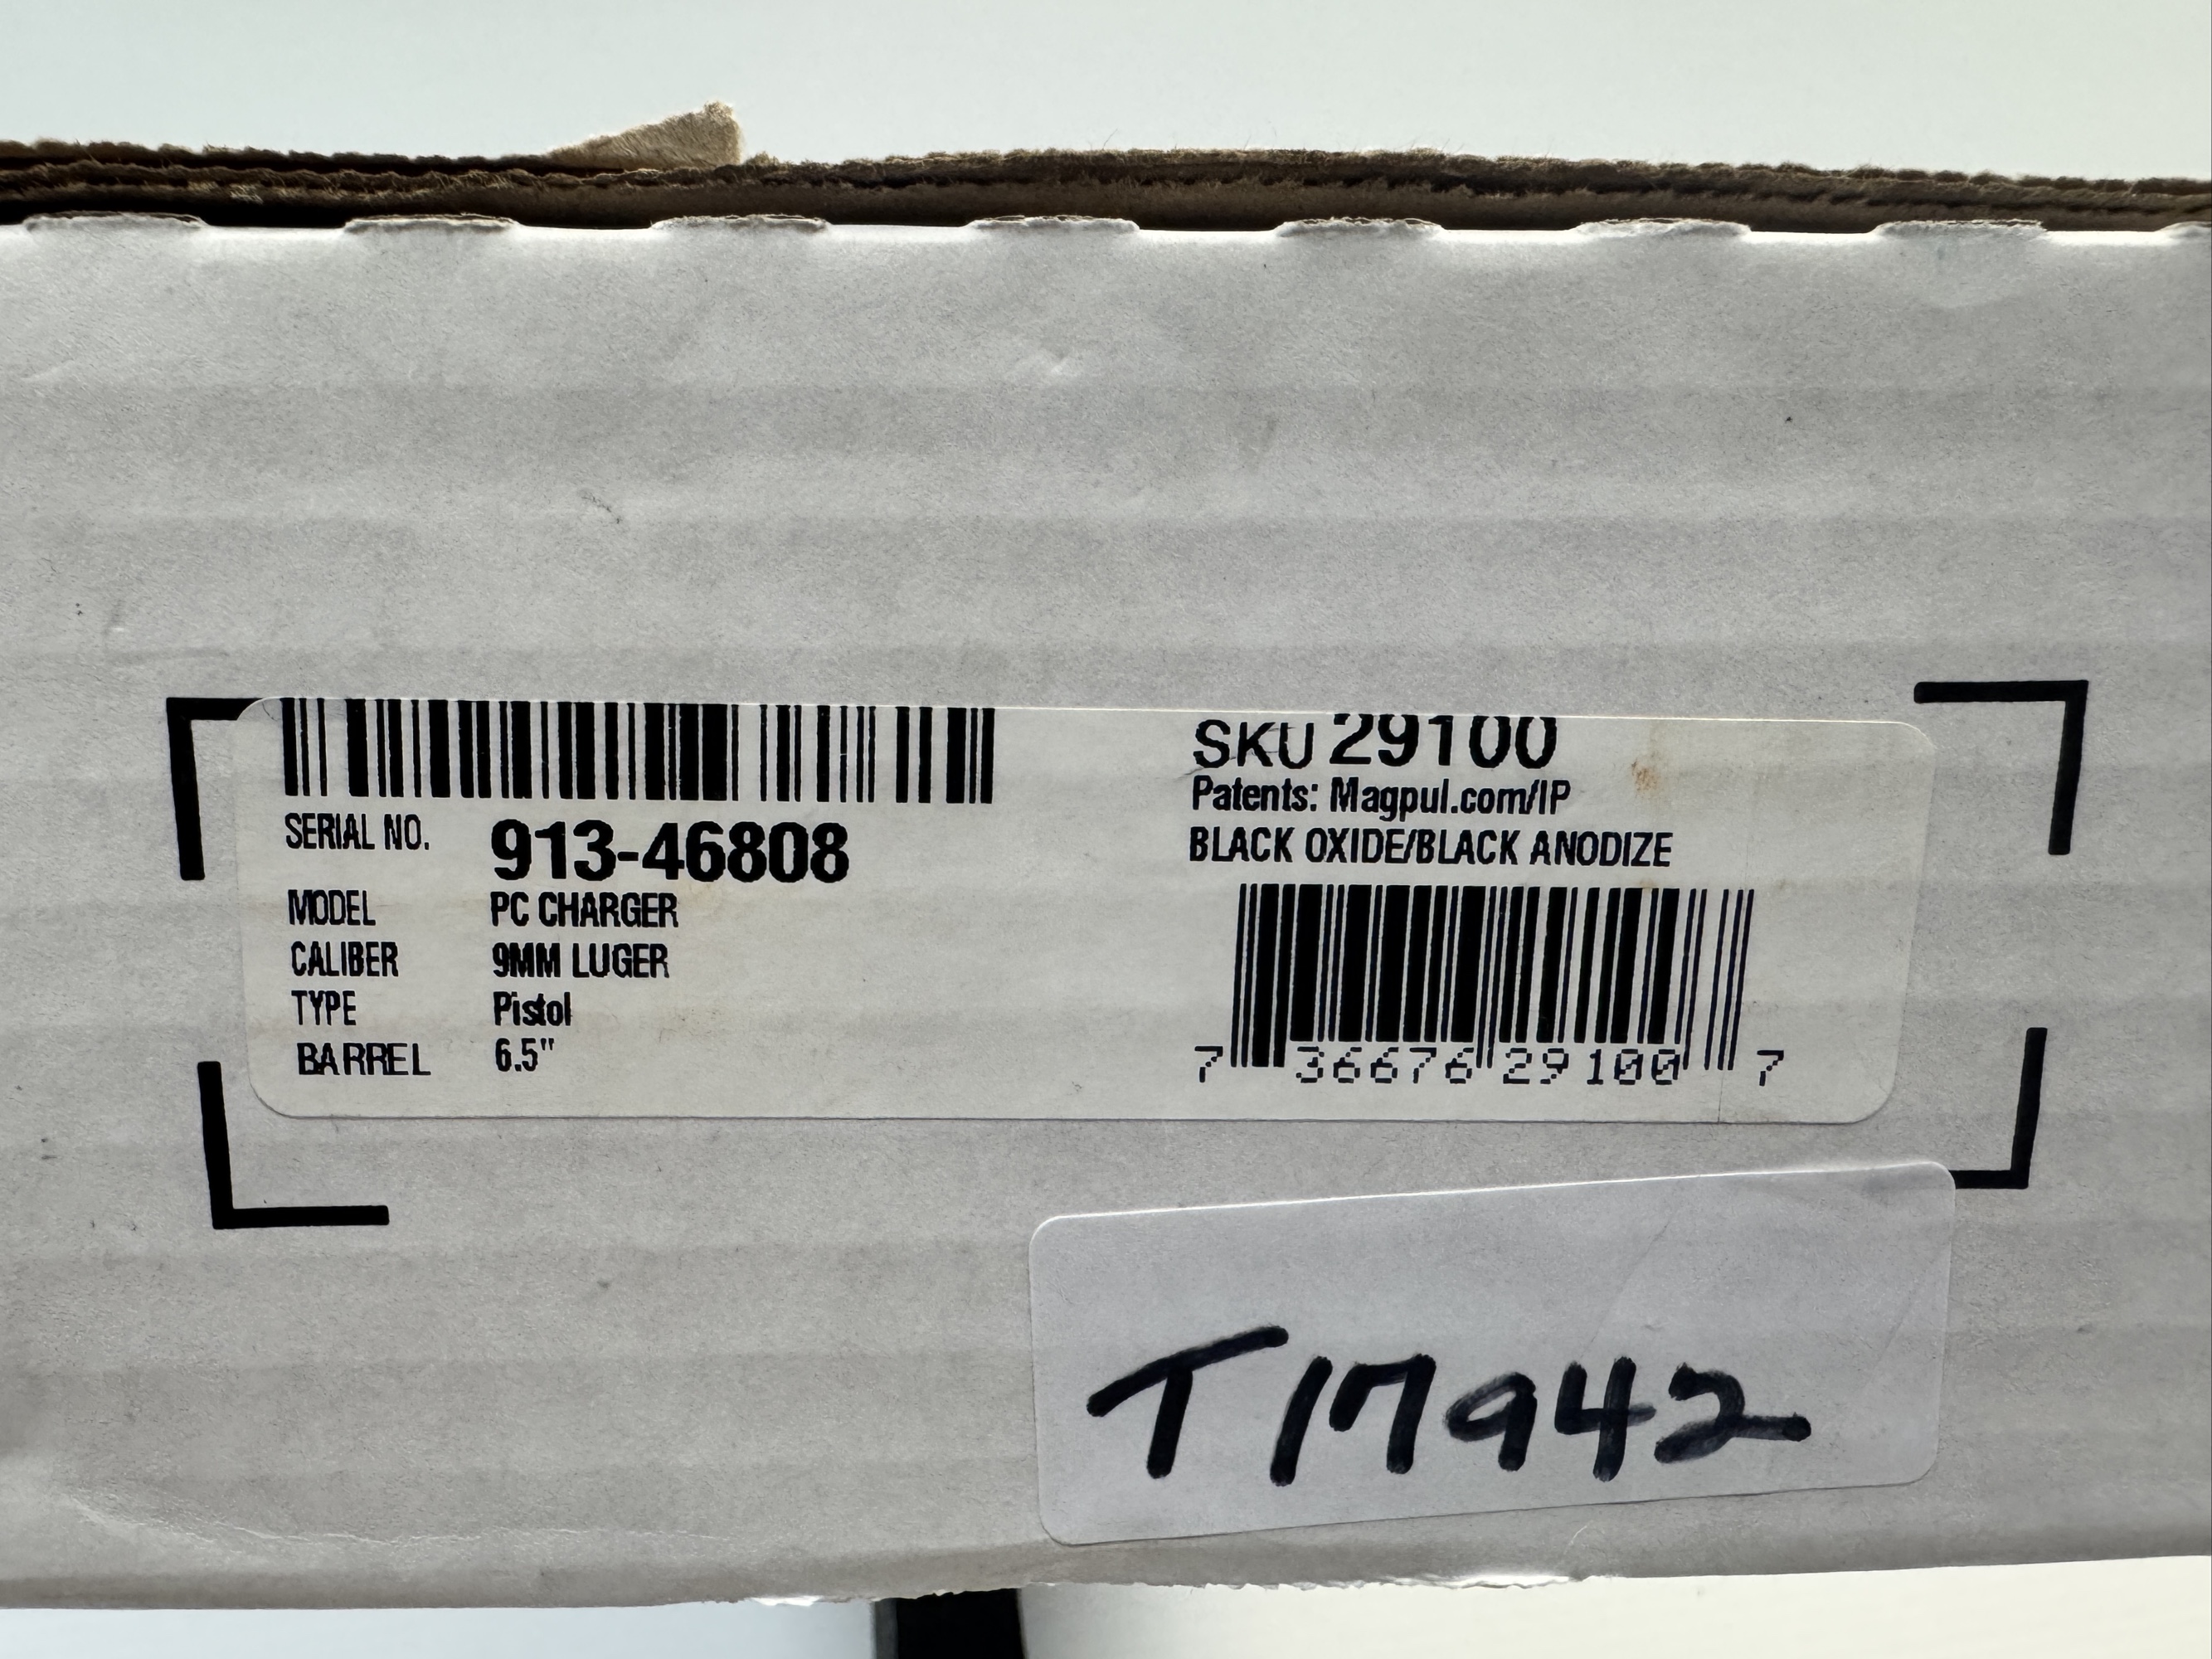 SERIAL NO. 913-46808
MODEL PC CHARGER
CALIBER 9MM LUGER
TYPE Pistol
BARREL 6.5"
SKU 29100
Patents: Magpul.com/IP
BLACK OXIDE/BLACK ANODIZE
7 36676 29100 7
T17942